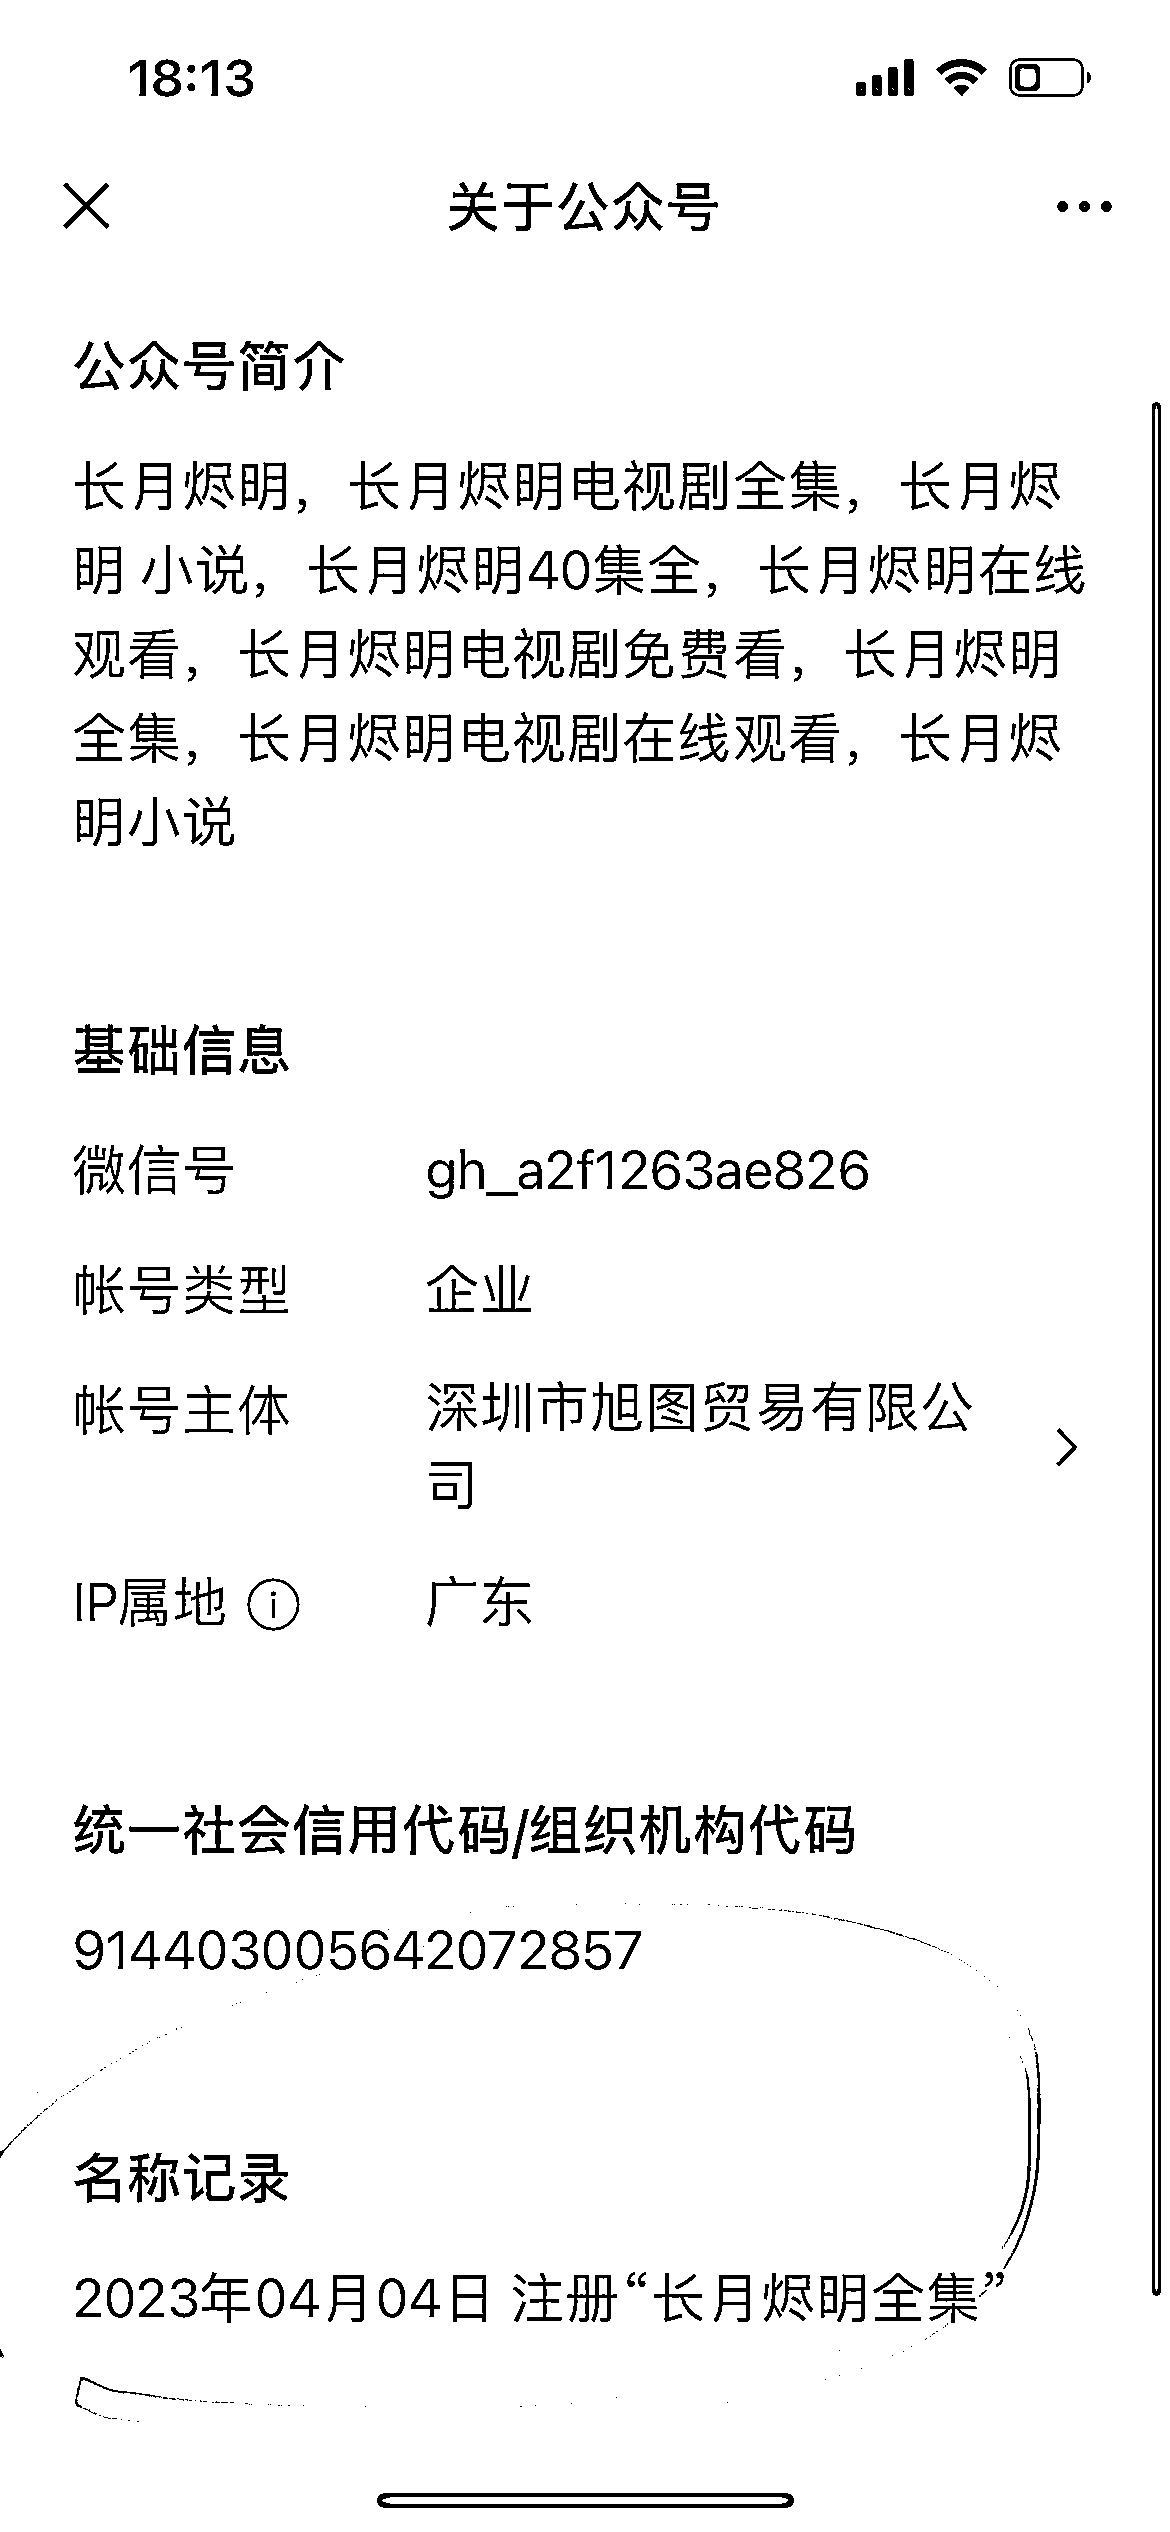 18:13
关于公众号
公众号简介
长月烬明，长月烬明电视剧全集，长月烬
明 小说，长月烬明40集全，长月烬明在线
观看，长月烬明电视剧免费看，长月烬明
全集，长月烬明电视剧在线观看，长月烬
明小说
基础信息
微信号 gh_a2f1263ae826
帐号类型 企业
帐号主体 深圳市旭图贸易有限公
司
IP属地 广东
统一社会信用代码/组织机构代码
914403005642072857
名称记录
2023年04月04日 注册“长月烬明全集”